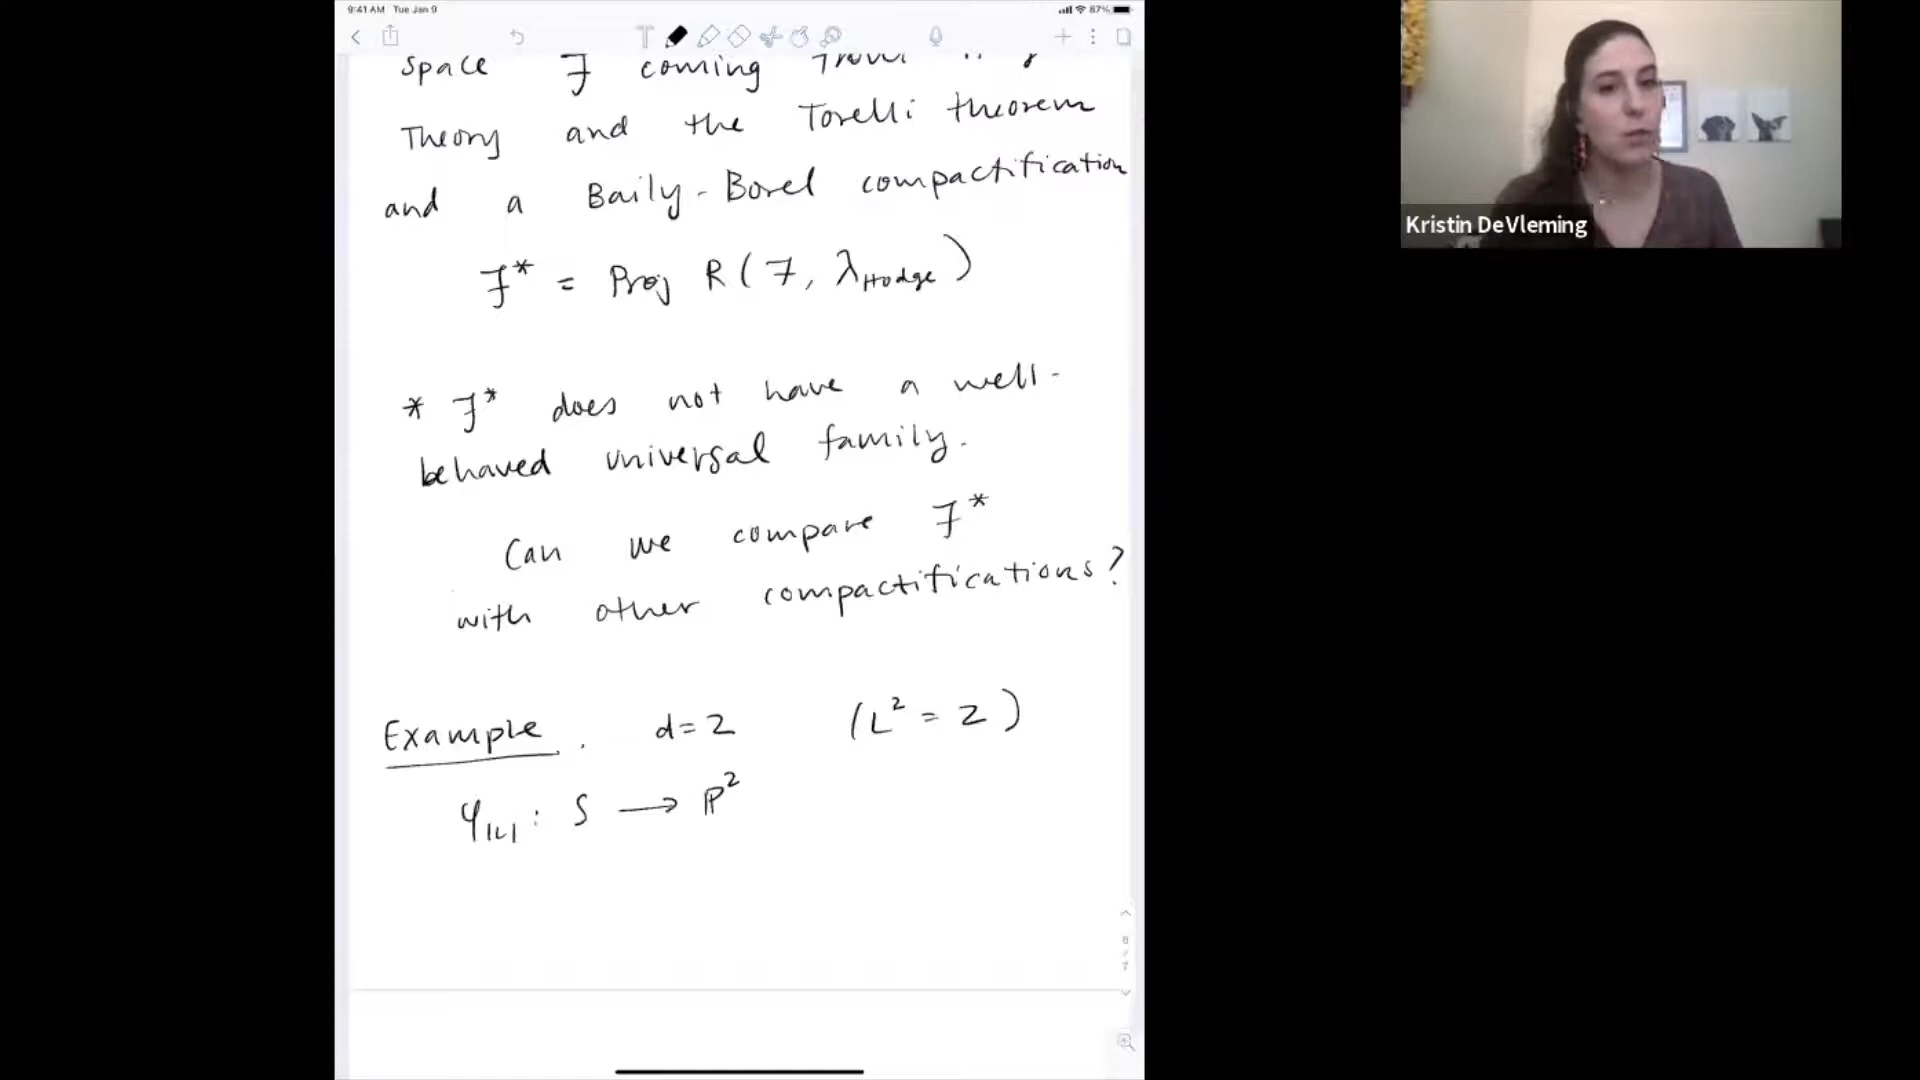 9:41 AM Tue Jan 9
87%
space F coming
Theory and the Torelli theorem
and a Baily-Borel compactification
F* = Proj R(F, λHodge)
* F* does not have a well-
behaved universal family.
Can we compare F*
with other compactifications?
Example. d=2 (L² = 2)
φ|L| : S ⟶ ℙ²
8
/
7
Kristin DeVleming